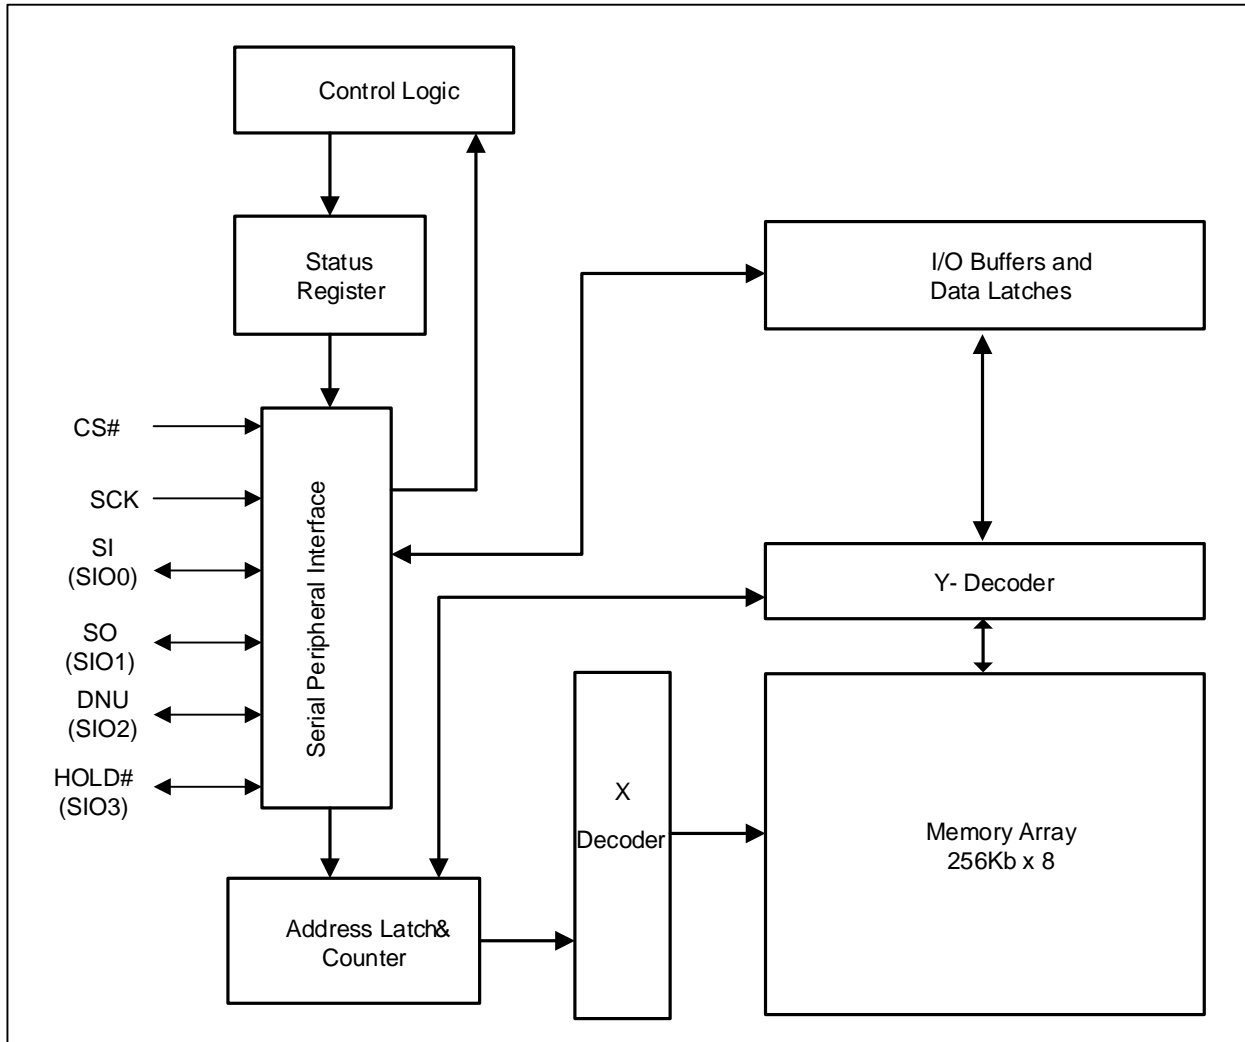 Control Logic
Status
Register
I/O Buffers and
Data Latches
CS#
SCK
SI
(SIO0)
SO
(SIO1)
DNU
(SIO2)
HOLD#
(SIO3)
Serial Peripheral Interface
Y- Decoder
X
Decoder
Memory Array
256Kb x 8
Address Latch&
Counter